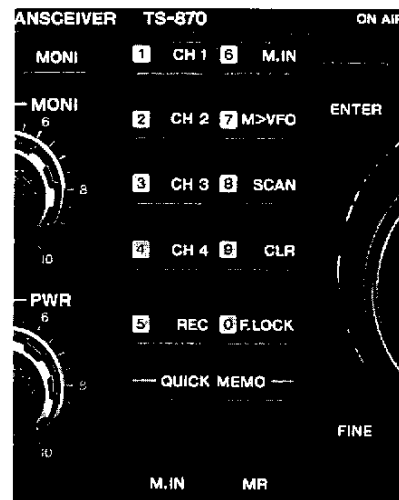 ANSCEIVER TS-870 ON AIR
MONI 1 CH 1 6 M.IN
MONI 2 CH 2 7 M>VFO ENTER
6
8 3 CH 3 8 SCAN
10 4 CH 4 9 CLR
PWR 5 REC 0 F.LOCK
6
8 QUICK MEMO
10 FINE
M.IN MR